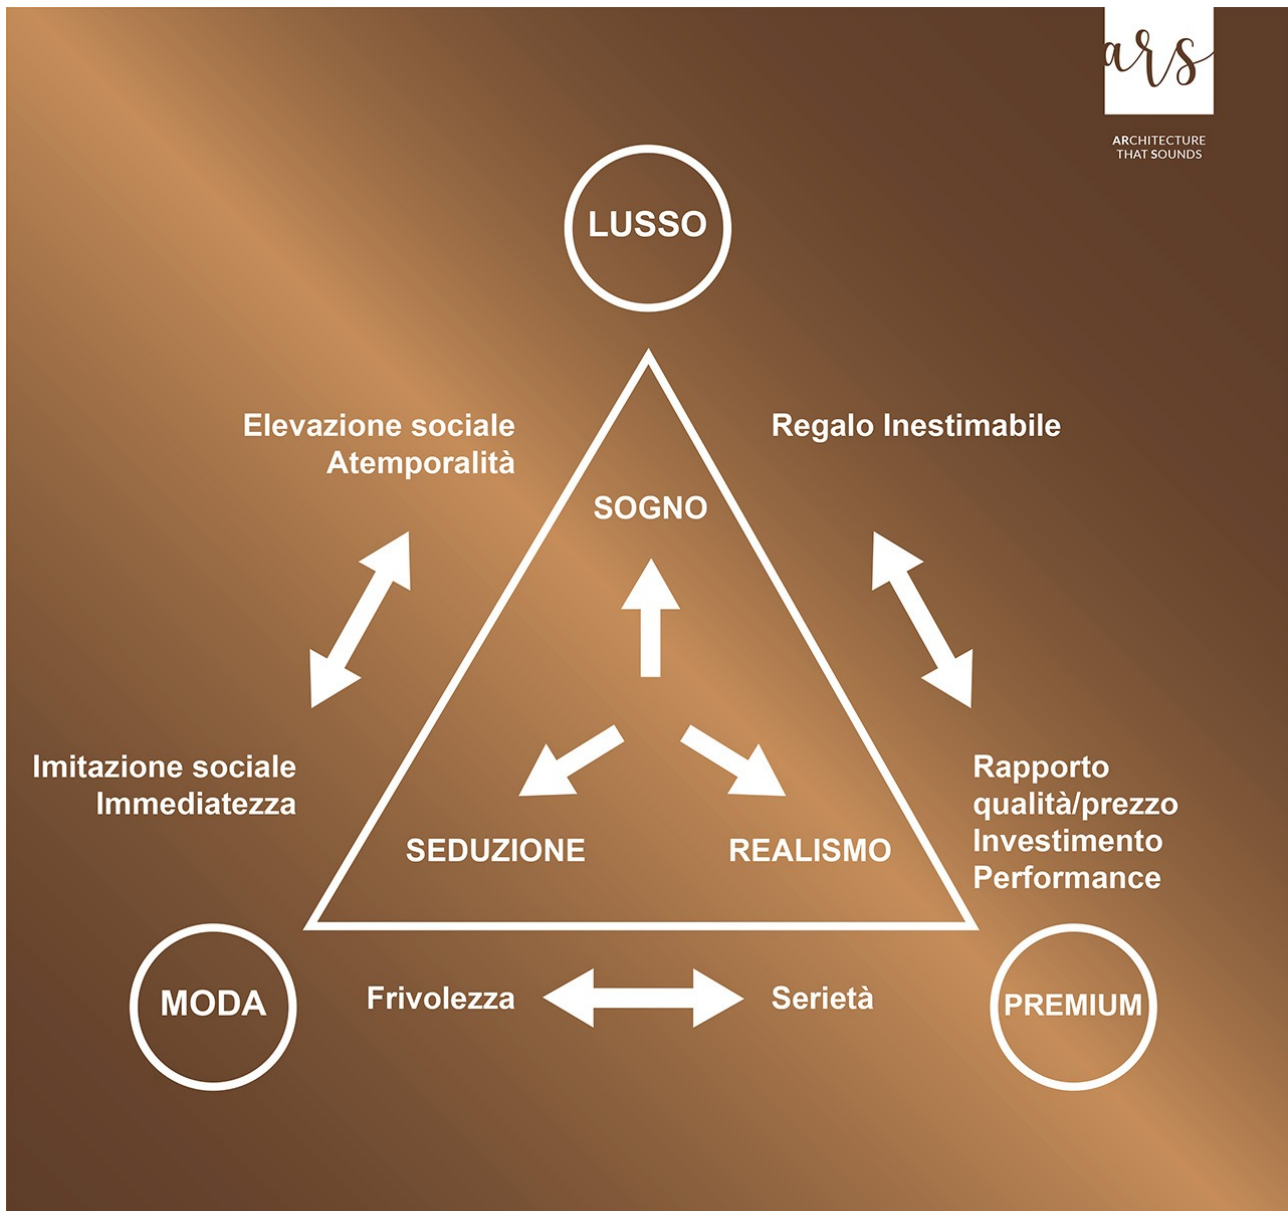 ars
ARCHITECTURE
THAT SOUNDS
LUSSO
Elevazione sociale
Atemporalità
Regalo Inestimabile
SOGNO
Imitazione sociale
Immediatezza
Rapporto
qualità/prezzo
Investimento
Performance
SEDUZIONE
REALISMO
MODA
Frivolezza
Serietà
PREMIUM